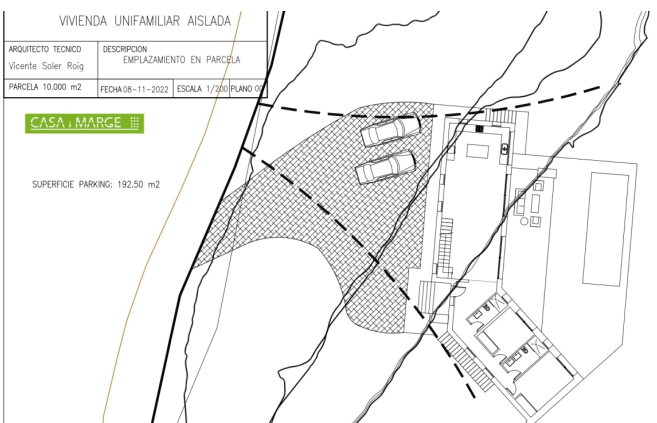 VIVIENDA UNIFAMILIAR AISLADA
ARQUITECTO TECNICO
Vicente Soler Roig
DESCRIPCION
EMPLAZAMIENTO EN PARCELA
PARCELA 10.000 m2
FECHA 08-11-2022
ESCALA 1/200
PLANO 00
CASA I MARGE
SUPERFICIE PARKING: 192.50 m2